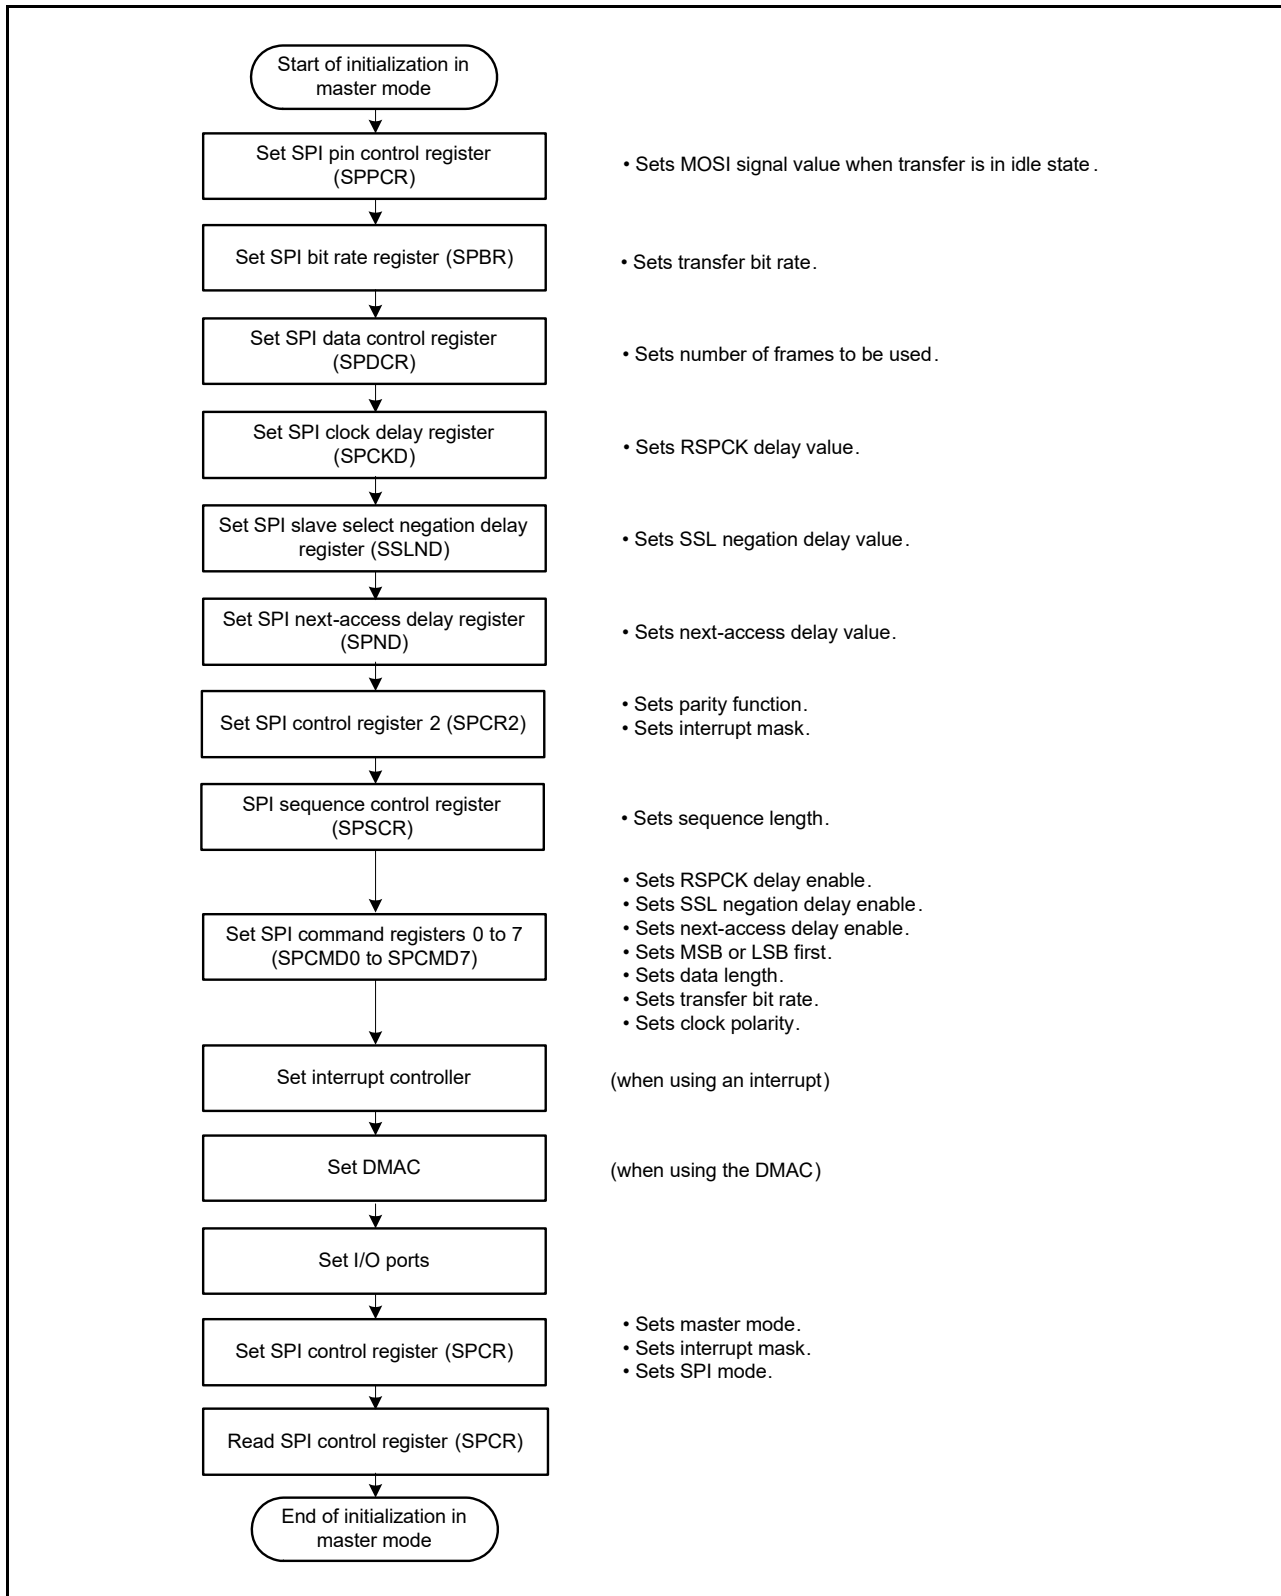 Start of initialization in
master mode
Set SPI pin control register
(SPPCR)
• Sets MOSI signal value when transfer is in idle state.
Set SPI bit rate register (SPBR)
• Sets transfer bit rate.
Set SPI data control register
(SPDCR)
• Sets number of frames to be used.
Set SPI clock delay register
(SPCKD)
• Sets RSPCK delay value.
Set SPI slave select negation delay
register (SSLND)
• Sets SSL negation delay value.
Set SPI next-access delay register
(SPND)
• Sets next-access delay value.
Set SPI control register 2 (SPCR2)
• Sets parity function.
• Sets interrupt mask.
SPI sequence control register
(SPSCR)
• Sets sequence length.
Set SPI command registers 0 to 7
(SPCMD0 to SPCMD7)
• Sets RSPCK delay enable.
• Sets SSL negation delay enable.
• Sets next-access delay enable.
• Sets MSB or LSB first.
• Sets data length.
• Sets transfer bit rate.
• Sets clock polarity.
Set interrupt controller
(when using an interrupt)
Set DMAC
(when using the DMAC)
Set I/O ports
Set SPI control register (SPCR)
• Sets master mode.
• Sets interrupt mask.
• Sets SPI mode.
Read SPI control register (SPCR)
End of initialization in
master mode